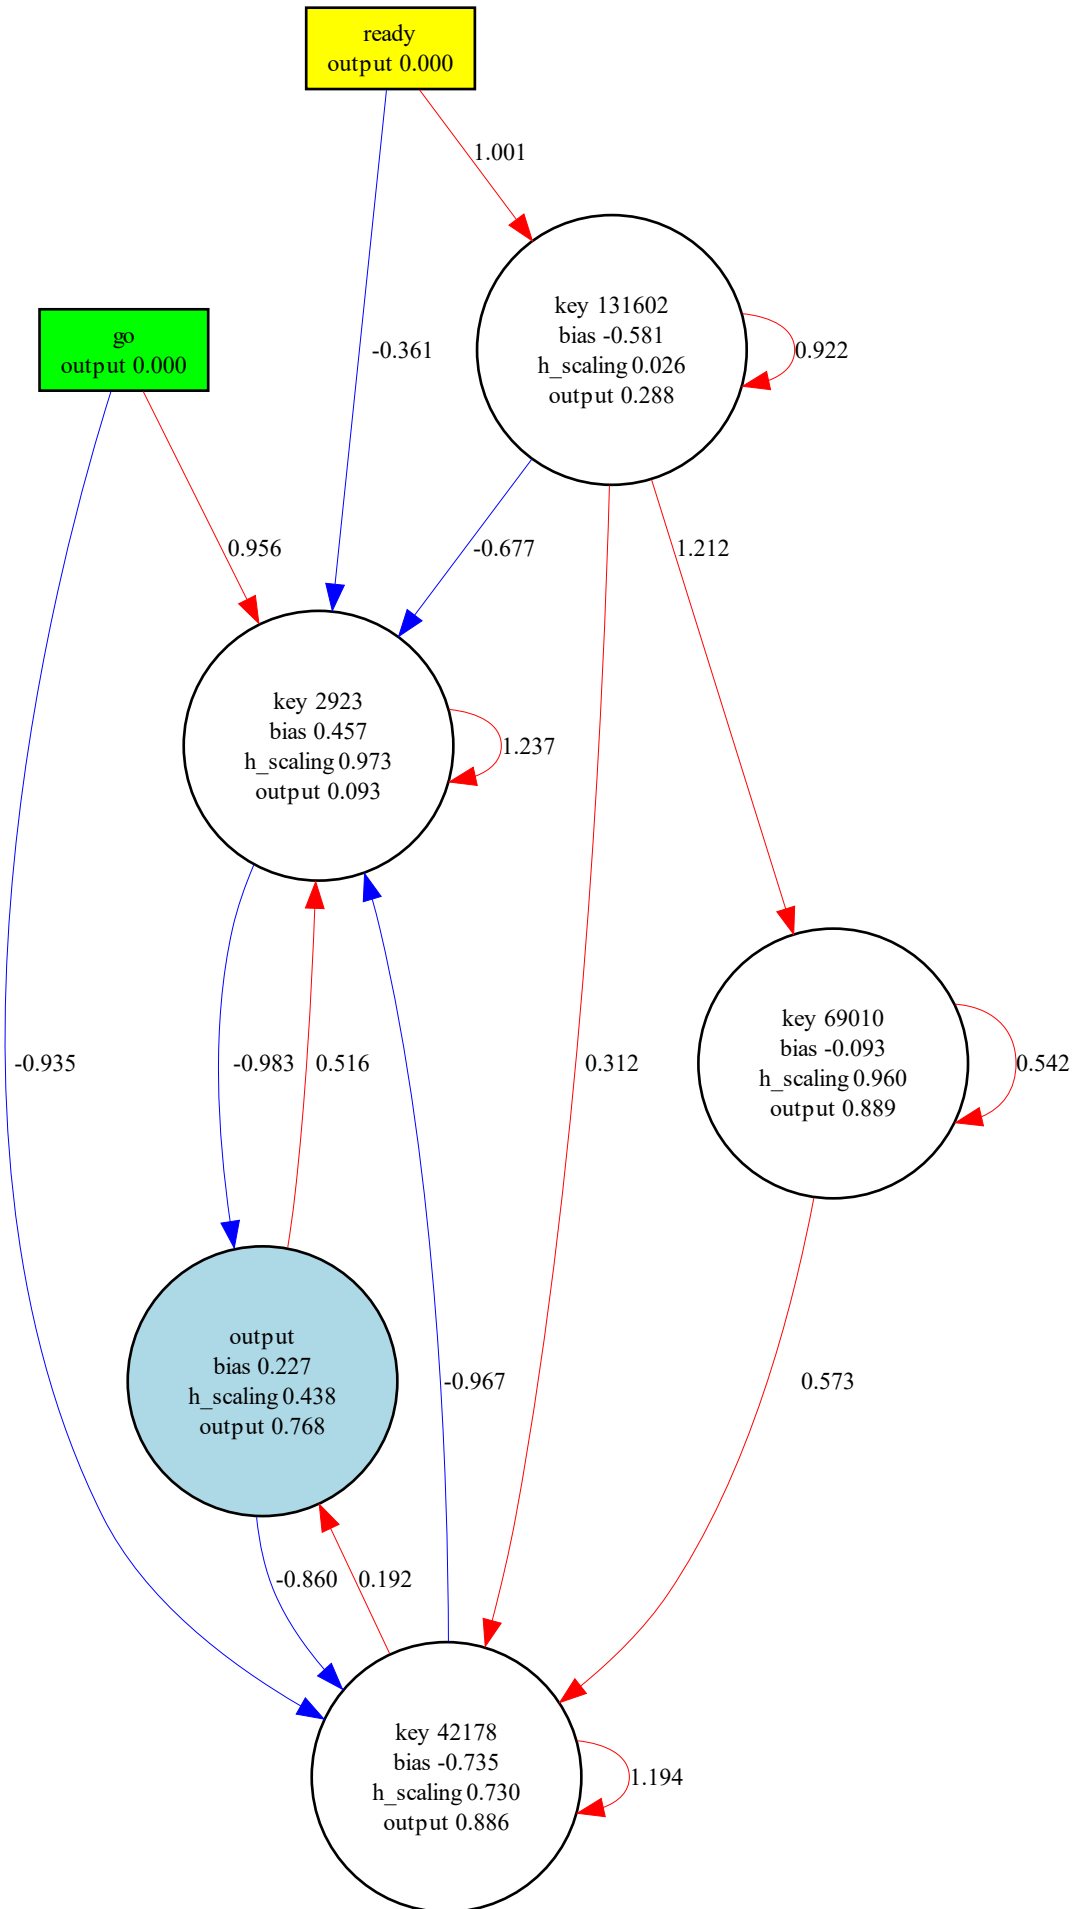 ready
output 0.000
1.001
key 131602
bias -0.581
h_scaling 0.026
output 0.288
0.922
go
output 0.000
-0.361
0.956
-0.677
1.212
key 2923
bias 0.457
h_scaling 0.973
output 0.093
1.237
key 69010
bias -0.093
h_scaling 0.960
output 0.889
0.542
-0.935
-0.983
0.516
0.312
output
bias 0.227
h_scaling 0.438
output 0.768
-0.967
0.573
-0.860
0.192
key 42178
bias -0.735
h_scaling 0.730
output 0.886
1.194